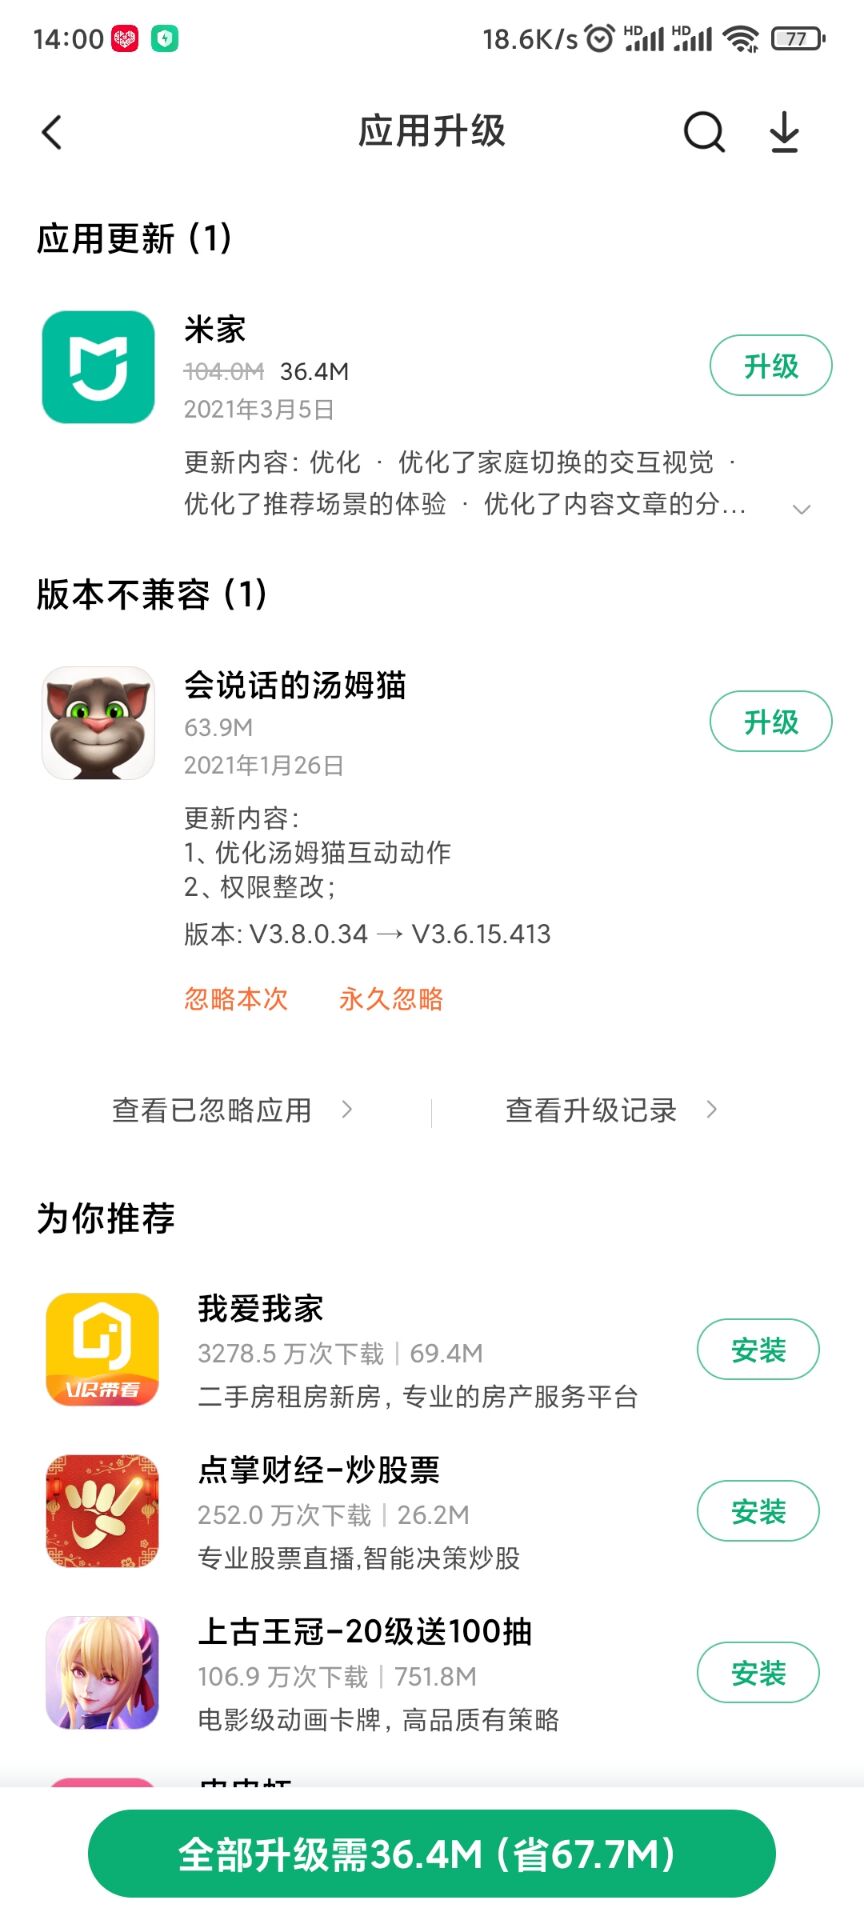 14:00
18.6K/s HD HD 77
应用升级
应用更新 (1)
米家
104.0M 36.4M
升级
2021年3月5日
更新内容: 优化 · 优化了家庭切换的交互视觉 ·
优化了推荐场景的体验 · 优化了内容文章的分...
版本不兼容 (1)
会说话的汤姆猫
63.9M
升级
2021年1月26日
更新内容:
1、优化汤姆猫互动动作
2、权限整改;
版本: V3.8.0.34 → V3.6.15.413
忽略本次 永久忽略
查看已忽略应用 查看升级记录
为你推荐
我爱我家
3278.5 万次下载 | 69.4M
安装
VR带看
二手房租房新房, 专业的房产服务平台
点掌财经-炒股票
252.0 万次下载 | 26.2M
安装
专业股票直播,智能决策炒股
上古王冠-20级送100抽
106.9 万次下载 | 751.8M
安装
电影级动画卡牌, 高品质有策略
全部升级需36.4M (省67.7M)